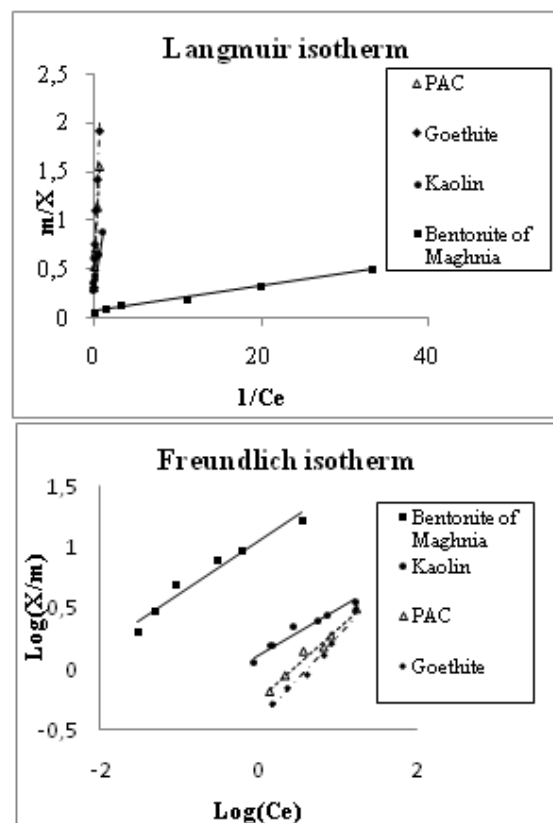 Langmuir isotherm
2,5
2
1,5
1
0,5
0
m/X
0
20
40
1/Ce
PAC
Goethite
Kaolin
Bentonite of
Maghnia
Freundlich isotherm
1,5
1
0,5
0
-0,5
Log(X/m)
-2
0
2
Log(Ce)
Bentonite of
Maghnia
Kaolin
PAC
Goethite